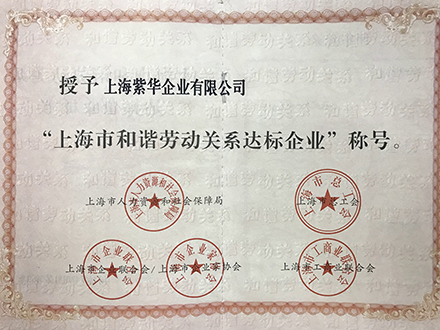 授予 上海紫华企业有限公司
“上海市和谐劳动关系达标企业”称号。
上海市人力资源和社会保障局
上海市总工会
上海市企业联合会/上海市企业家协会
上海市工商业联合会